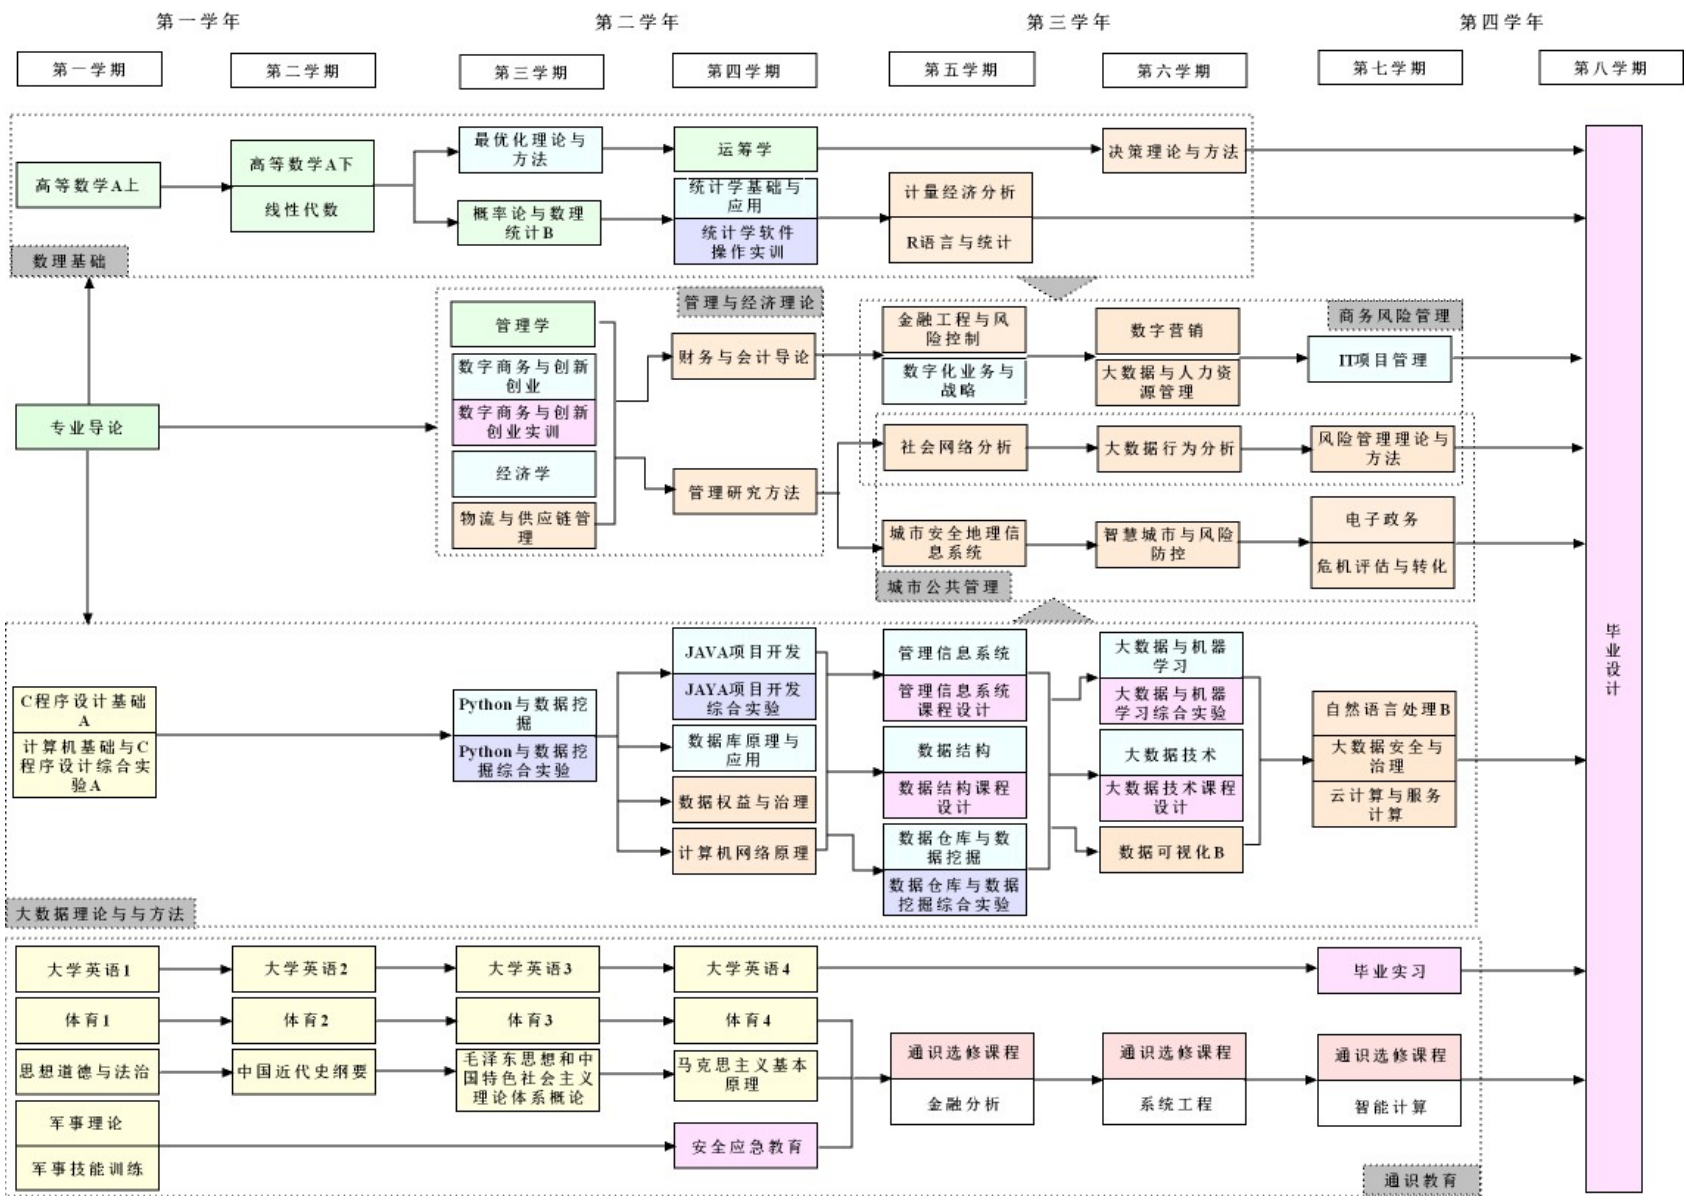 第一学年
第二学年
第三学年
第四学年
第一学期
第二学期
第三学期
第四学期
第五学期
第六学期
第七学期
第八学期
高等数学A上
高等数学A下
线性代数
最优化理论与
方法
概率论与数理
统计B
运筹学
统计学基础与
应用
统计学软件
操作实训
计量经济分析
R语言与统计
决策理论与方法
数理基础
管理与经济理论
管理学
数字商务与创新
创业
数字商务与创新
创业实训
经济学
物流与供应链管
理
财务与会计导论
管理研究方法
专业导论
商务风险管理
金融工程与风
险控制
数字化业务与
战略
数字营销
大数据与人力资
源管理
IT项目管理
社会网络分析
大数据行为分析
风险管理理论与
方法
城市安全地理信
息系统
智慧城市与风险
防控
电子政务
危机评估与转化
城市公共管理
毕业设计
C程序设计基础
A
计算机基础与C
程序设计综合实
验A
Python与数据挖
掘
Python与数据挖
掘综合实验
JAVA项目开发
JAYA项目开发
综合实验
数据库原理与
应用
数据权益与治理
计算机网络原理
管理信息系统
管理信息系统
课程设计
数据结构
数据结构课程
设计
数据仓库与数
据挖掘
数据仓库与数据
挖掘综合实验
大数据与机器
学习
大数据与机器
学习综合实验
大数据技术
大数据技术课程
设计
数据可视化B
自然语言处理B
大数据安全与
治理
云计算与服务
计算
大数据理论与与方法
大学英语1
大学英语2
大学英语3
大学英语4
毕业实习
体育1
体育2
体育3
体育4
思想道德与法治
中国近代史纲要
毛泽东思想和中
国特色社会主义
理论体系概论
马克思主义基本
原理
军事理论
军事技能训练
安全应急教育
通识选修课程
金融分析
通识选修课程
系统工程
通识选修课程
智能计算
通识教育